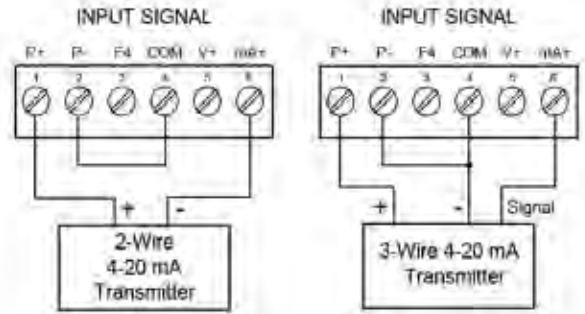 INPUT SIGNAL
P+ P- F4 COM V+ mA+
1 2 3 4 5 6
+ -
2-Wire
4-20 mA
Transmitter
INPUT SIGNAL
P+ P- F4 COM V+ mA+
1 2 3 4 5 6
+ - Signal
3-Wire 4-20 mA
Transmitter